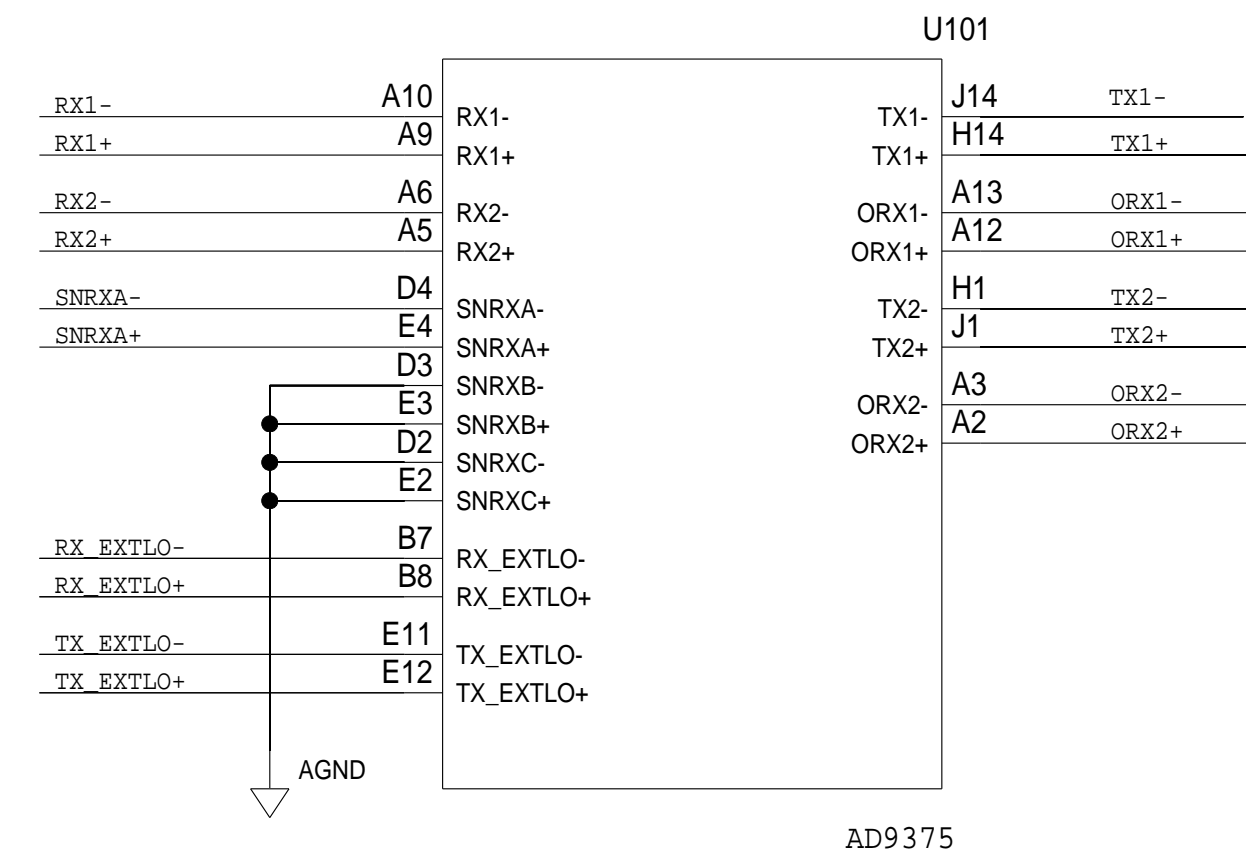 U101
RX1- A10 RX1- TX1- J14 TX1-
RX1+ A9 RX1+ TX1+ H14 TX1+
RX2- A6 RX2- ORX1- A13 ORX1-
RX2+ A5 RX2+ ORX1+ A12 ORX1+
SNRXA- D4 SNRXA- TX2- H1 TX2-
SNRXA+ E4 SNRXA+ TX2+ J1 TX2+
D3 SNRXB- ORX2- A3 ORX2-
E3 SNRXB+ ORX2+ A2 ORX2+
D2 SNRXC-
E2 SNRXC+
RX_EXTLO- B7 RX_EXTLO-
RX_EXTLO+ B8 RX_EXTLO+
TX_EXTLO- E11 TX_EXTLO-
TX_EXTLO+ E12 TX_EXTLO+
AGND
AD9375